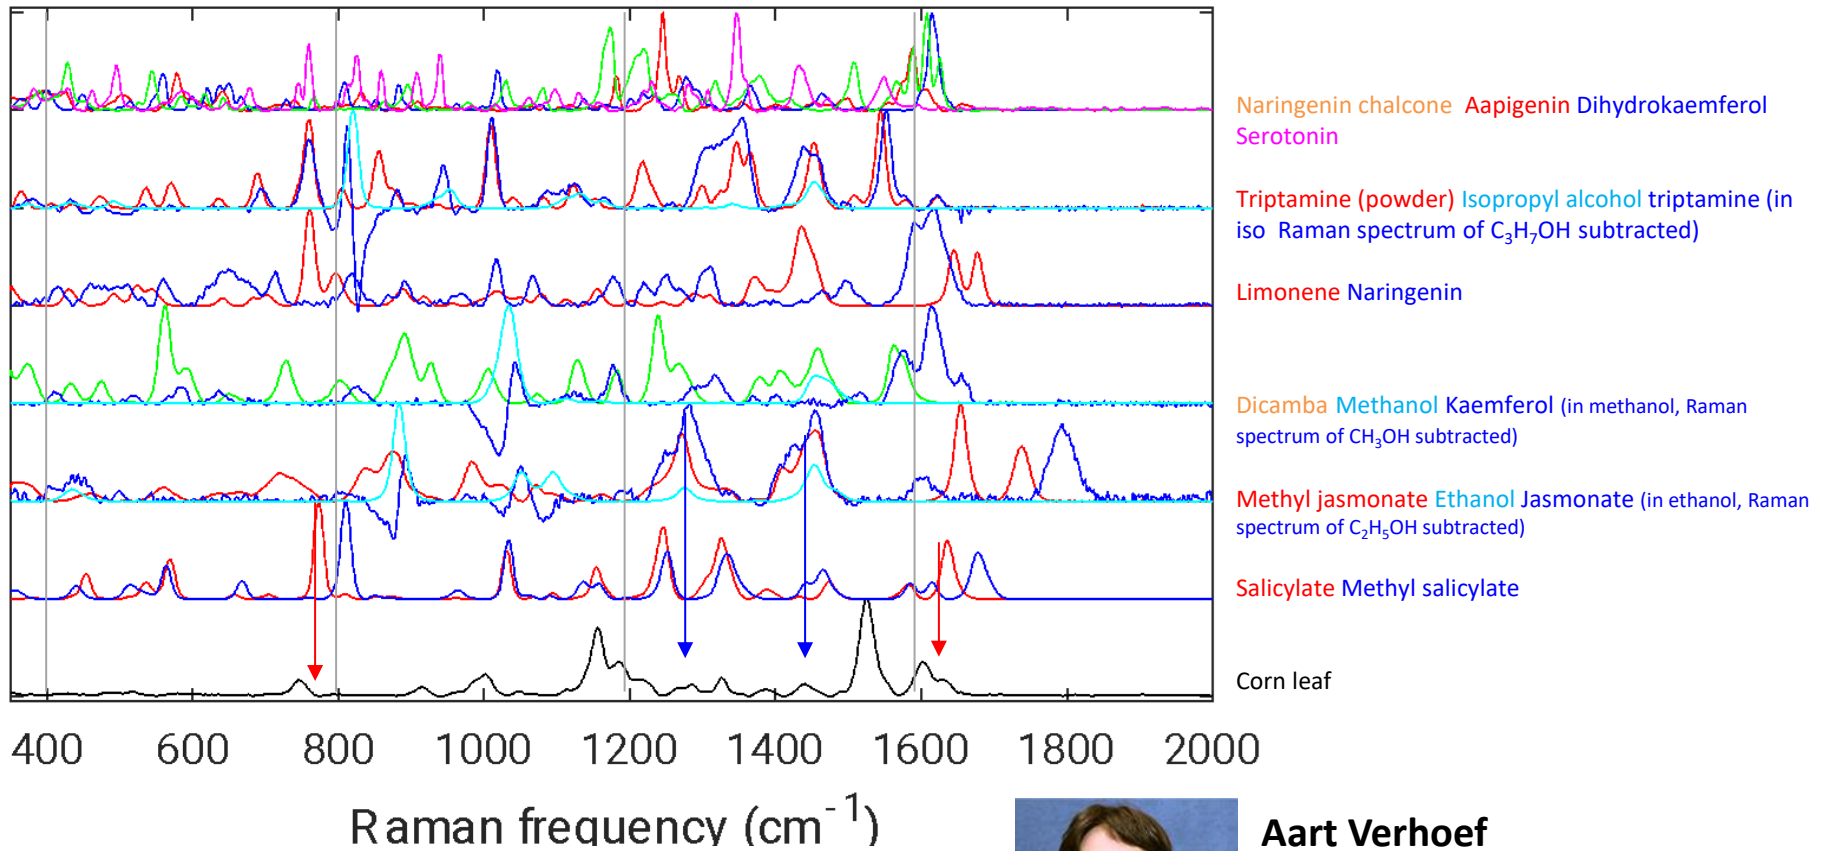 Naringenin chalcone Aapigenin Dihydrokaemferol
Serotonin
Triptamine (powder) Isopropyl alcohol triptamine (in
iso Raman spectrum of C₃H₇OH subtracted)
Limonene Naringenin
Dicamba Methanol Kaemferol (in methanol, Raman
spectrum of CH₃OH subtracted)
Methyl jasmonate Ethanol Jasmonate (in ethanol, Raman
spectrum of C₂H₅OH subtracted)
Salicylate Methyl salicylate
Corn leaf
400 600 800 1000 1200 1400 1600 1800 2000
Raman frequency (cm⁻¹)
Aart Verhoef